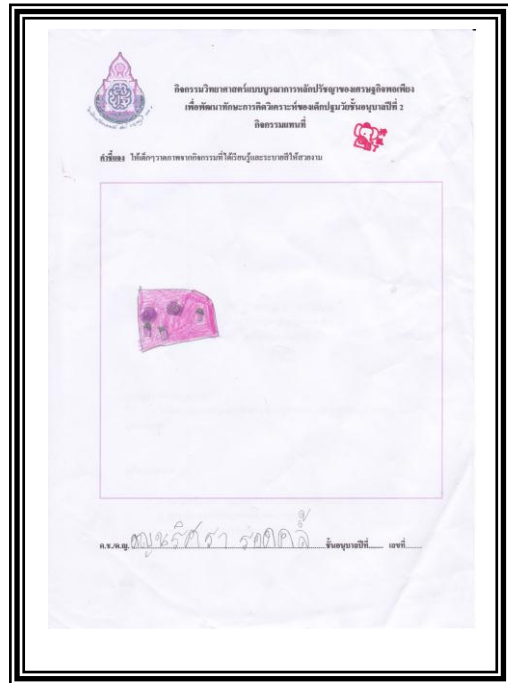 กิจกรรมวิทยาศาสตร์แบบบูรณาการหลักปรัชญาของเศรษฐกิจพอเพียง
เพื่อพัฒนาทักษะการคิดวิเคราะห์ของเด็กปฐมวัยชั้นอนุบาลปีที่ 2
กิจกรรมแทนที่
คำชี้แจง ให้เด็กๆวาดภาพจากกิจกรรมที่ได้เรียนรู้และระบายสีให้สวยงาม
ด.ช./ด.ญ. ชั้นอนุบาลปีที่...... เลขที่......